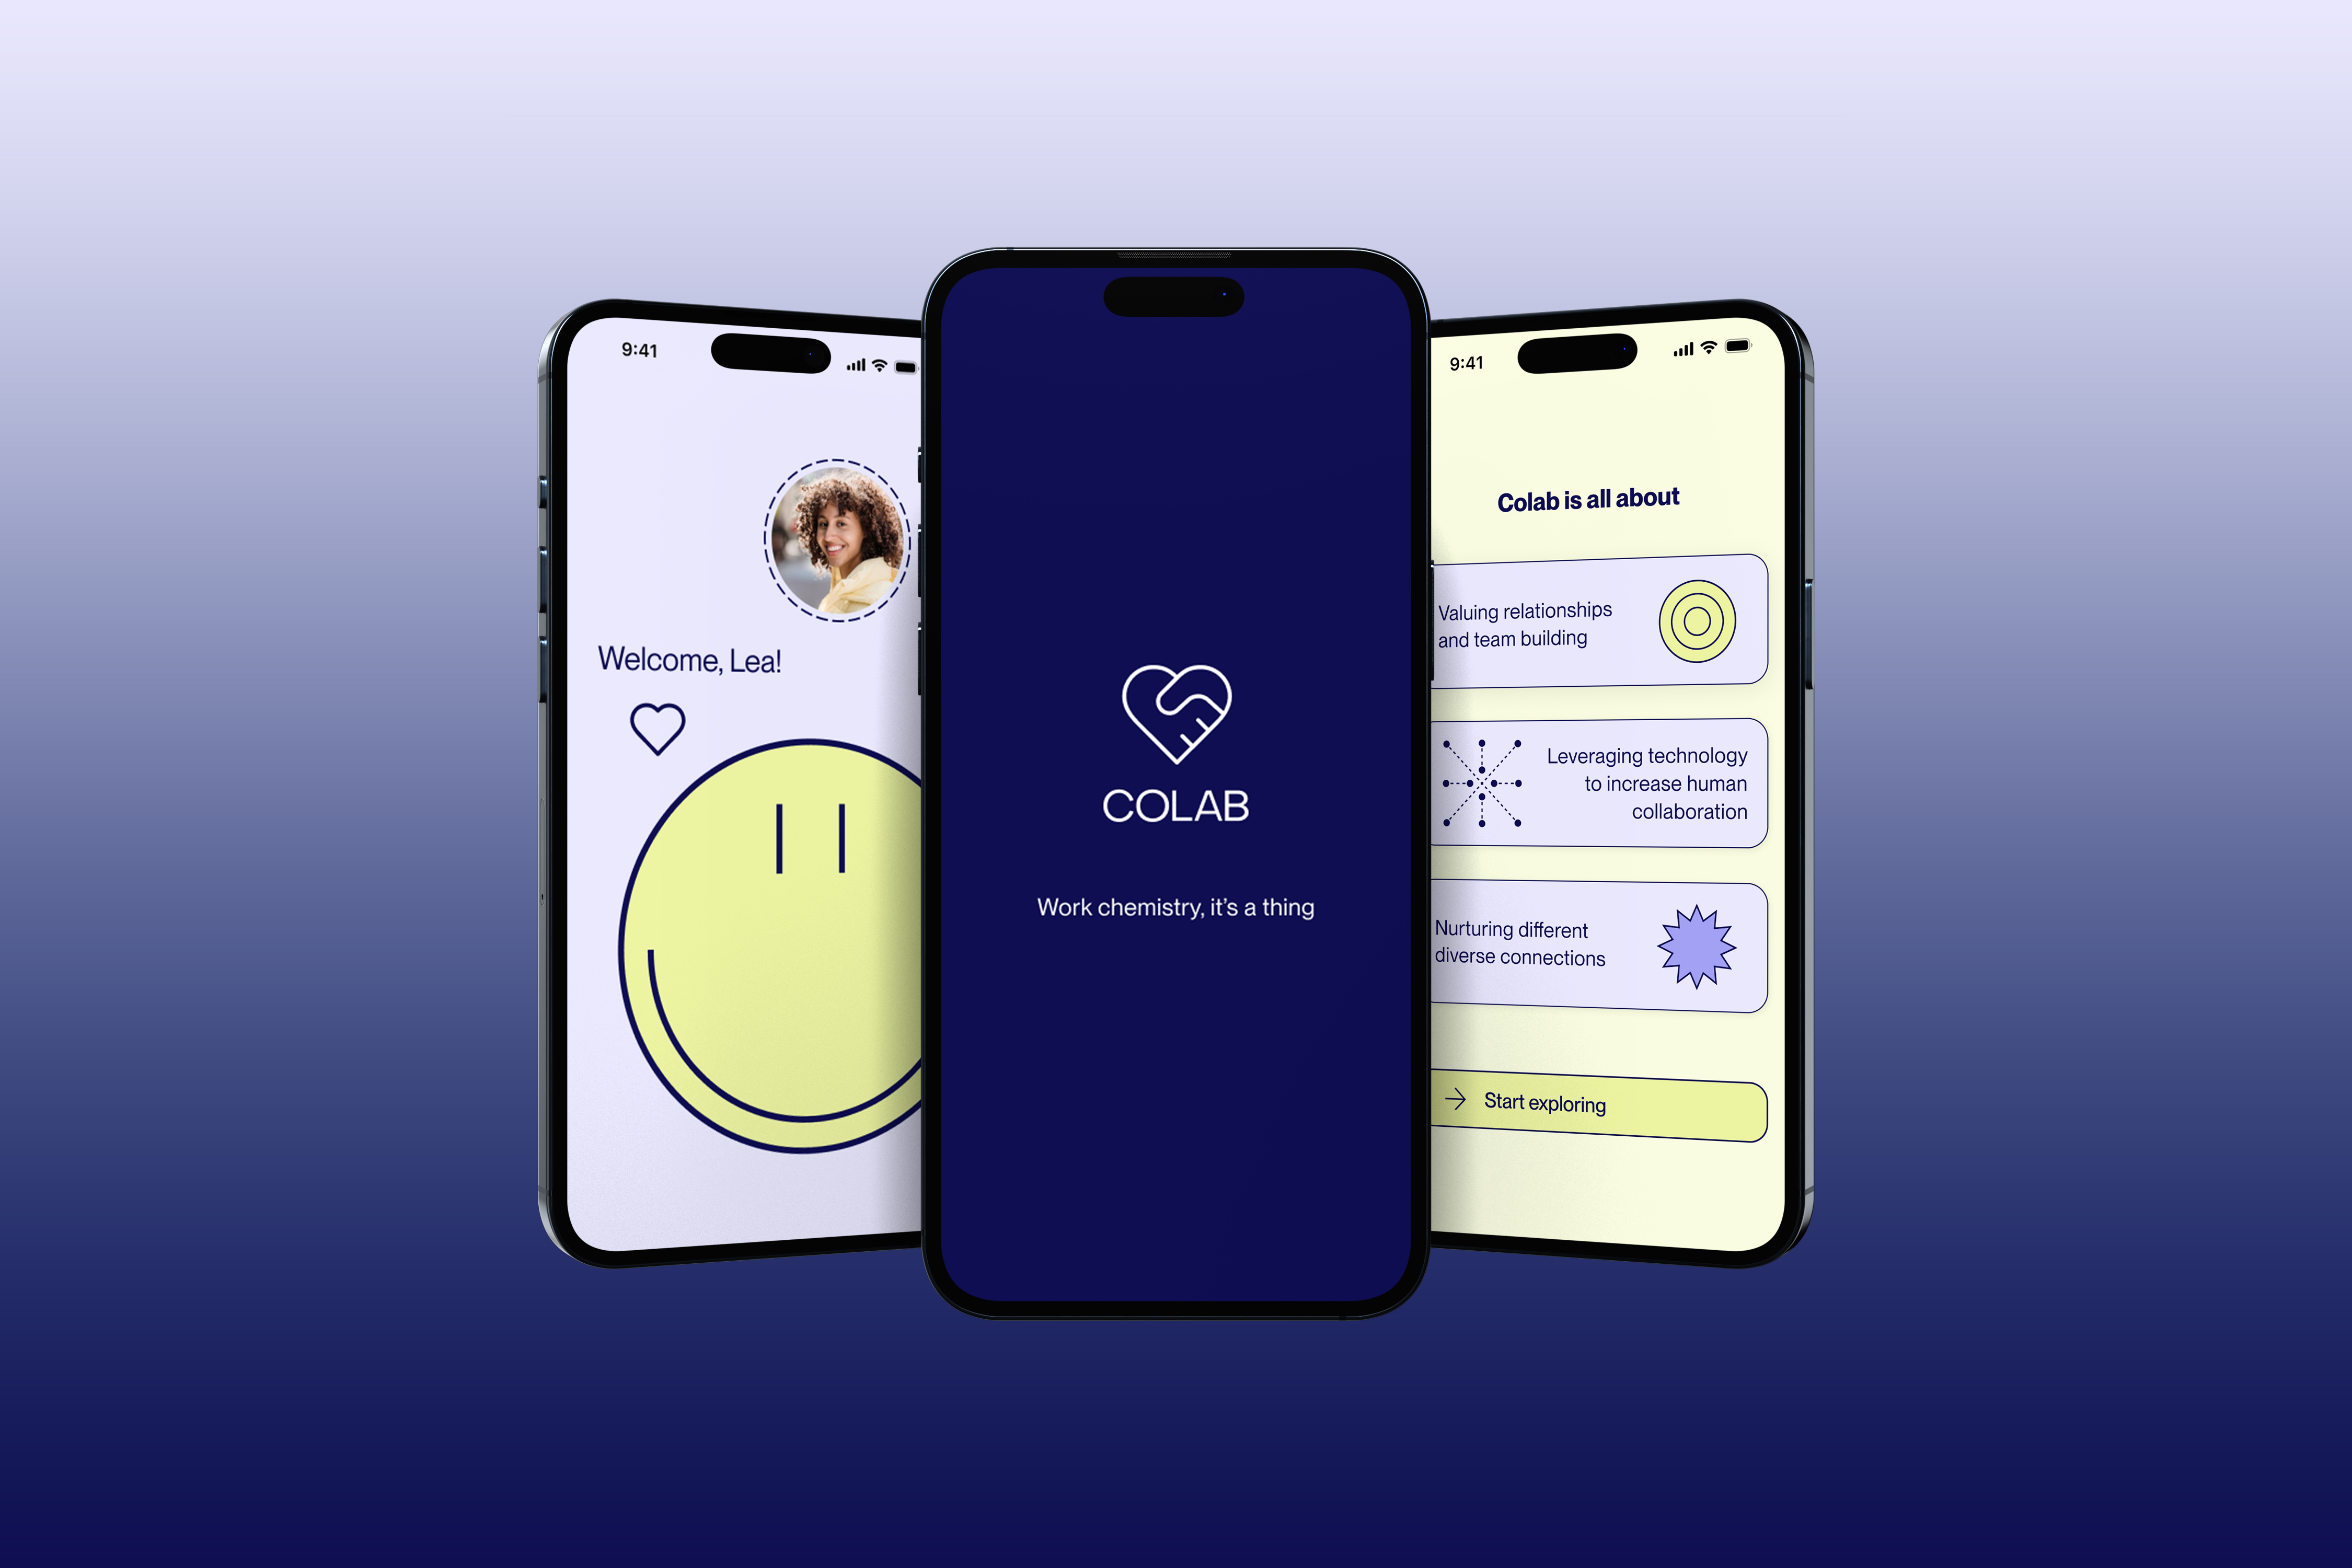 9:41
Welcome, Lea!
COLAB
Work chemistry, it's a thing
9:41
Colab is all about
Valuing relationships
and team building
Leveraging technology
to increase human
collaboration
Nurturing different
diverse connections
Start exploring